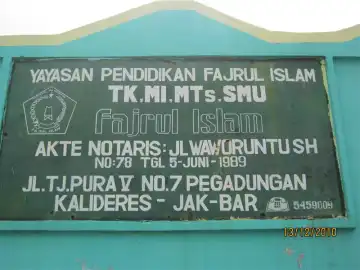 YAYASAN PENDIDIKAN FAJRUL ISLAM
TK.MI.MTs.SMU
Fajrul Islam
AKTE NOTARIS: JL WAWORUNTU SH
NO:78 TGL 5-JUNI-1989
JL.TJ.PURA V NO.7 PEGADUNGAN
KALIDERES - JAK-BAR
5459009
13/12/2010